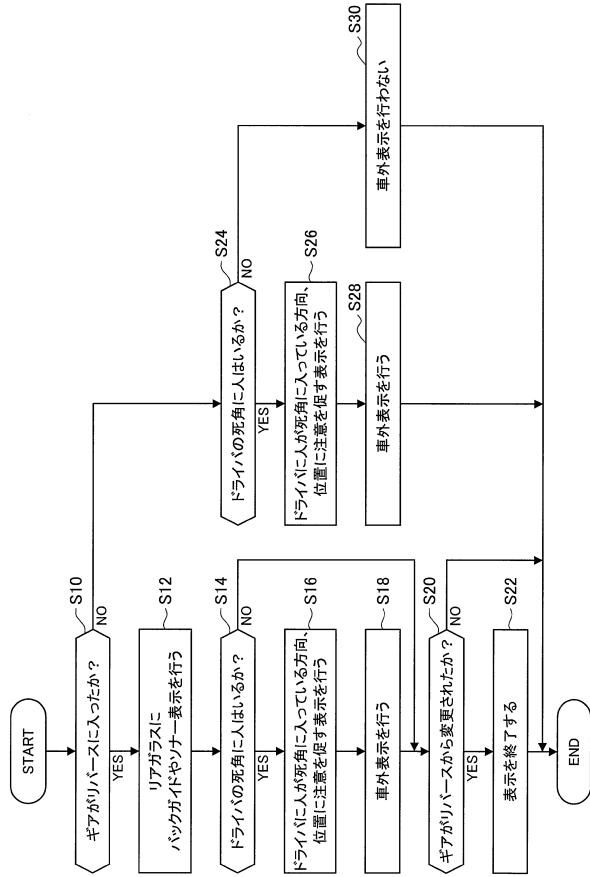 START
S10
ギアがリバースに入ったか？
NO
YES
S12
リアガラスに
バックガイドやソナー表示を行う
S14
ドライバの死角に人はいるか？
NO
YES
S16
ドライバに人が死角に入っている方向、
位置に注意を促す表示を行う
S18
車外表示を行う
S20
ギアがリバースから変更されたか？
NO
YES
S22
表示を終了する
END
S24
ドライバの死角に人はいるか？
NO
YES
S26
ドライバに人が死角に入っている方向、
位置に注意を促す表示を行う
S28
車外表示を行う
S30
車外表示を行わない